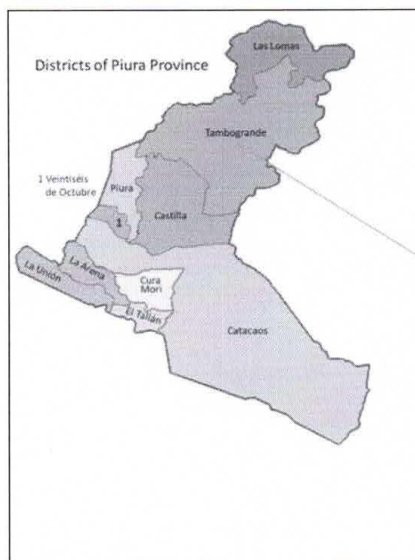 Las Lomas
Districts of Piura Province
Tambogrande
1 Veintiséis
de Octubre
Piura
Castilla
1
La Arena
La Unión
Cura
Mori
El Tallán
Catacaos